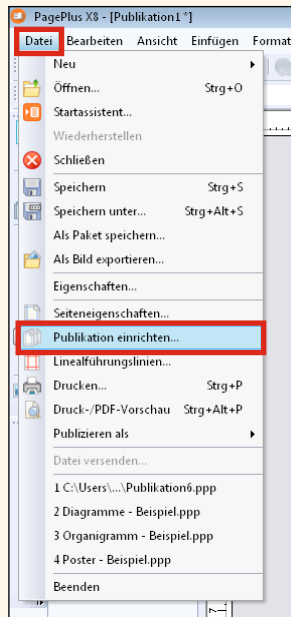 PagePlus X8 - [Publikation1 *]
Datei Bearbeiten Ansicht Einfügen Format
Neu
Öffnen... Strg+O
Startassistent...
Wiederherstellen
Schließen
Speichern Strg+S
Speichern unter... Strg+Alt+S
Als Paket speichern...
Als Bild exportieren...
Eigenschaften...
Seiteneigenschaften...
Publikation einrichten...
Linealführungslinien...
Drucken... Strg+P
Druck-/PDF-Vorschau Strg+Alt+P
Publizieren als
Datei versenden...
1 C:\Users\...\Publikation6.ppp
2 Diagramme - Beispiel.ppp
3 Organigramm - Beispiel.ppp
4 Poster - Beispiel.ppp
Beenden